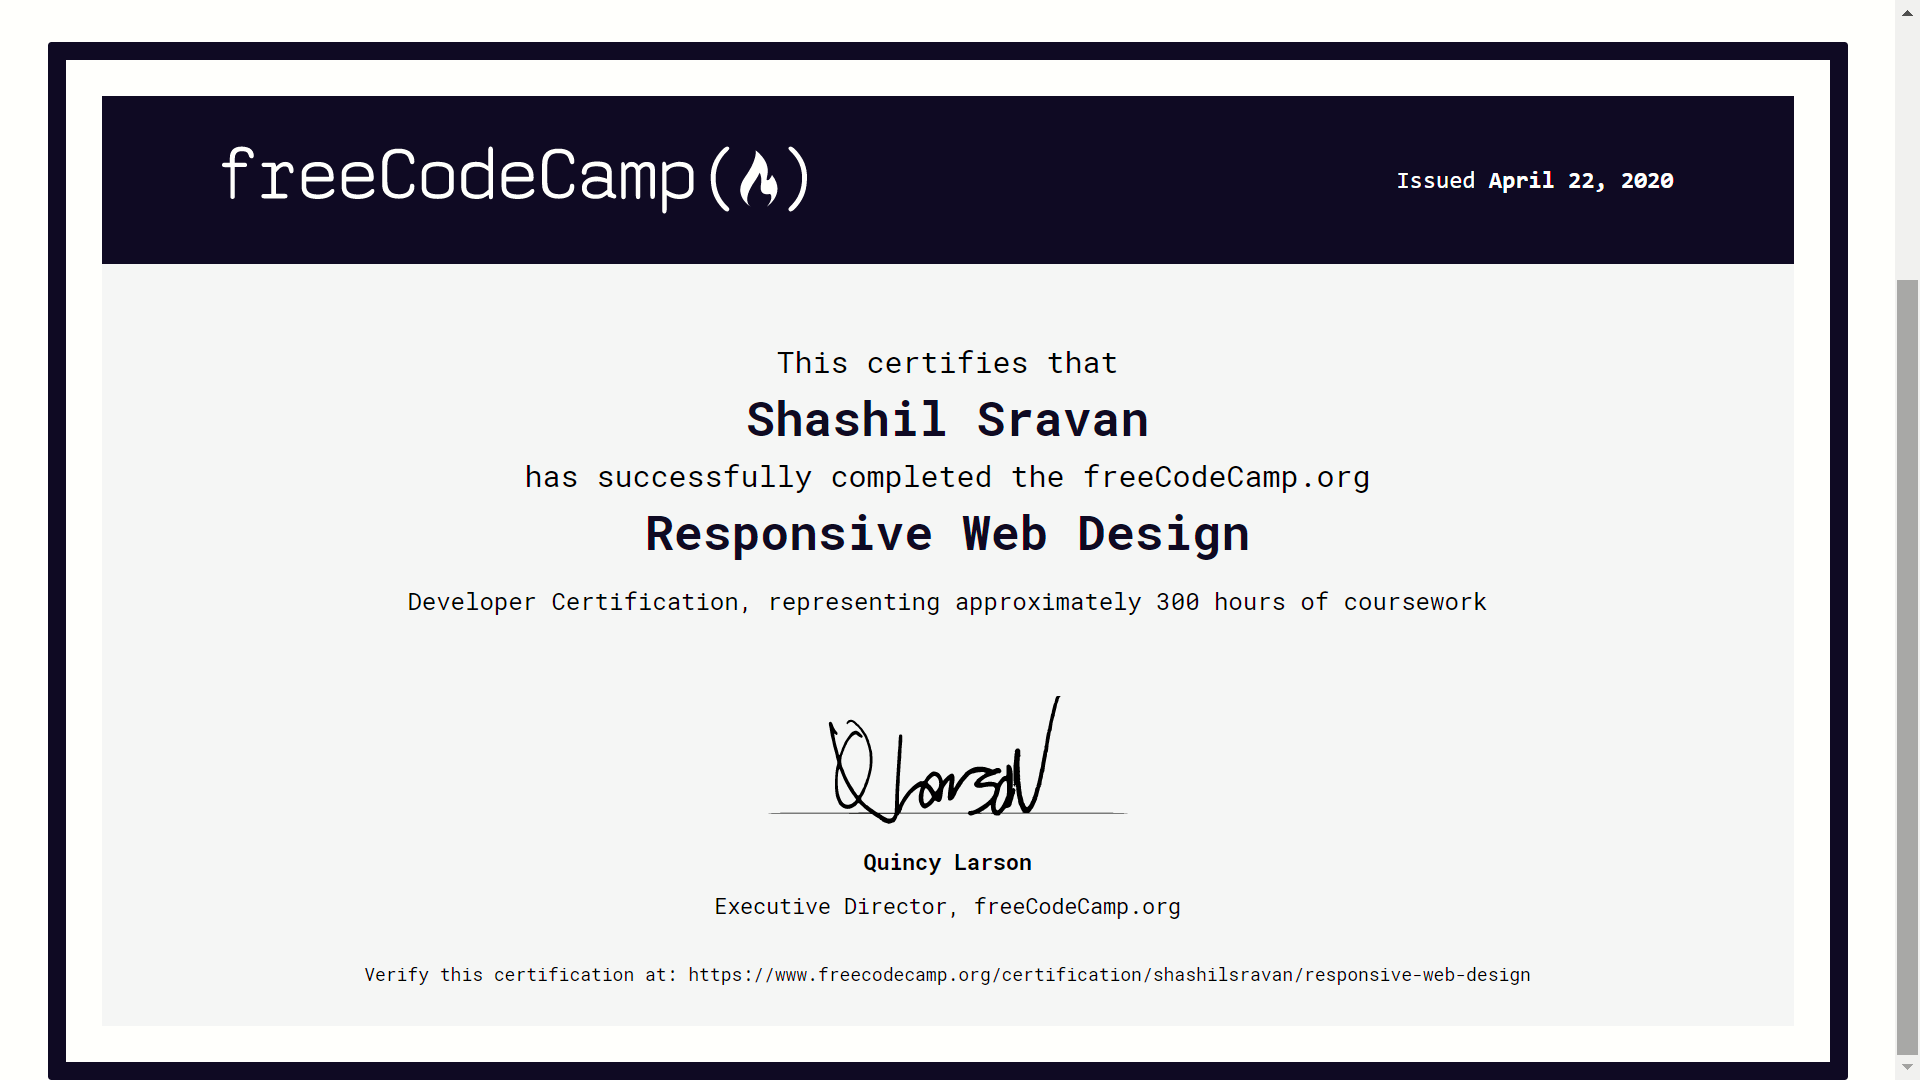 freeCodeCamp()
Issued April 22, 2020
This certifies that
Shashil Sravan
has successfully completed the freeCodeCamp.org
Responsive Web Design
Developer Certification, representing approximately 300 hours of coursework
Q Larson
Quincy Larson
Executive Director, freeCodeCamp.org
Verify this certification at: https://www.freecodecamp.org/certification/shashilsravan/responsive-web-design